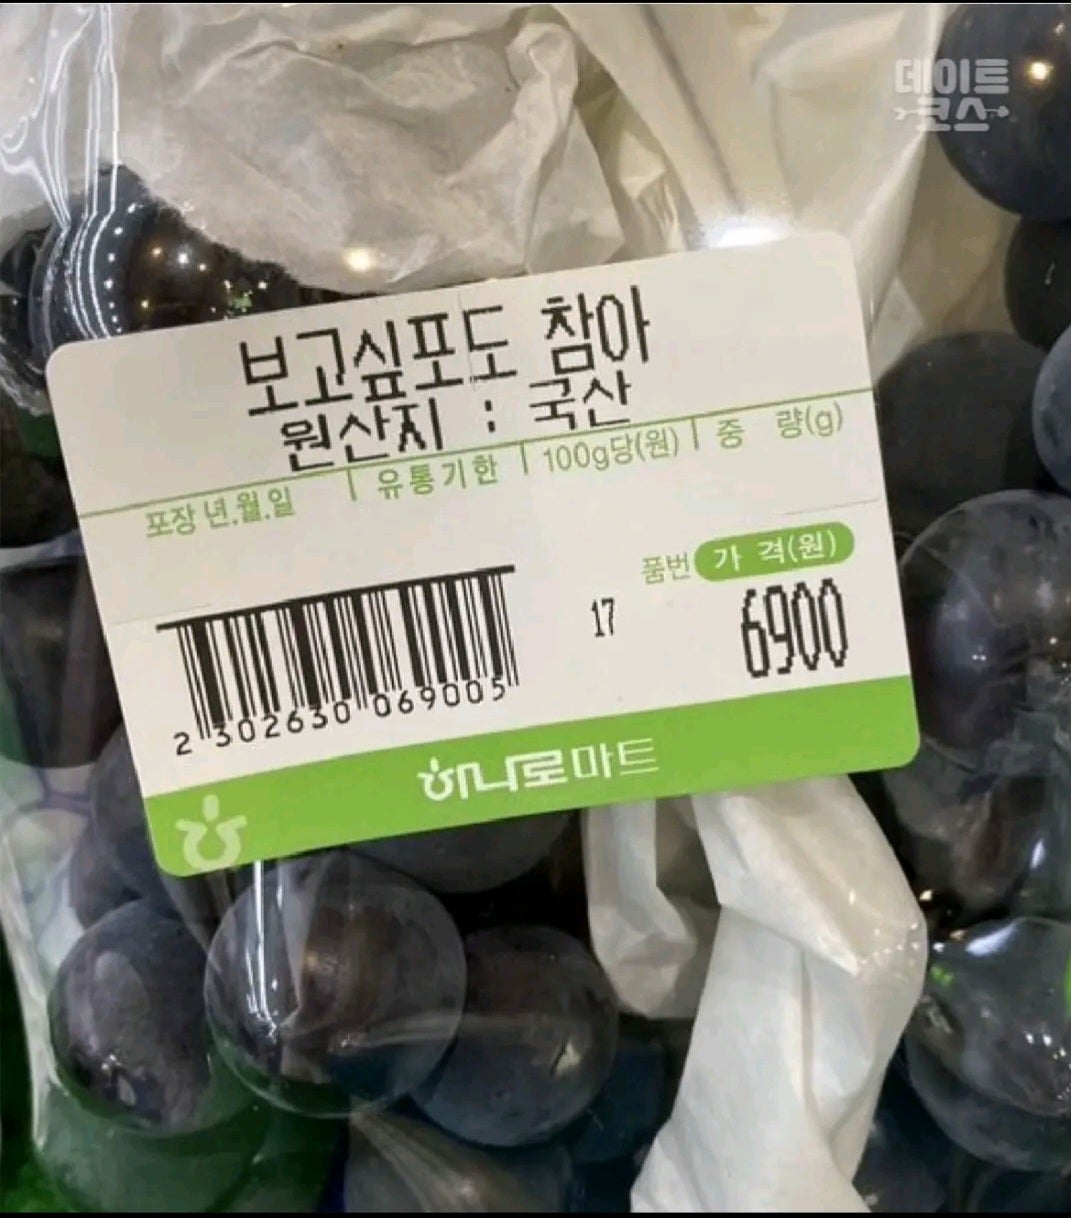 데이트
코스
보고싶포도 참아
원산지 : 국산
포장 년.월.일 유통기한 100g당(원) 중 량(g)
품번 가 격(원)
17 6900
2 302630 069005
하나로마트